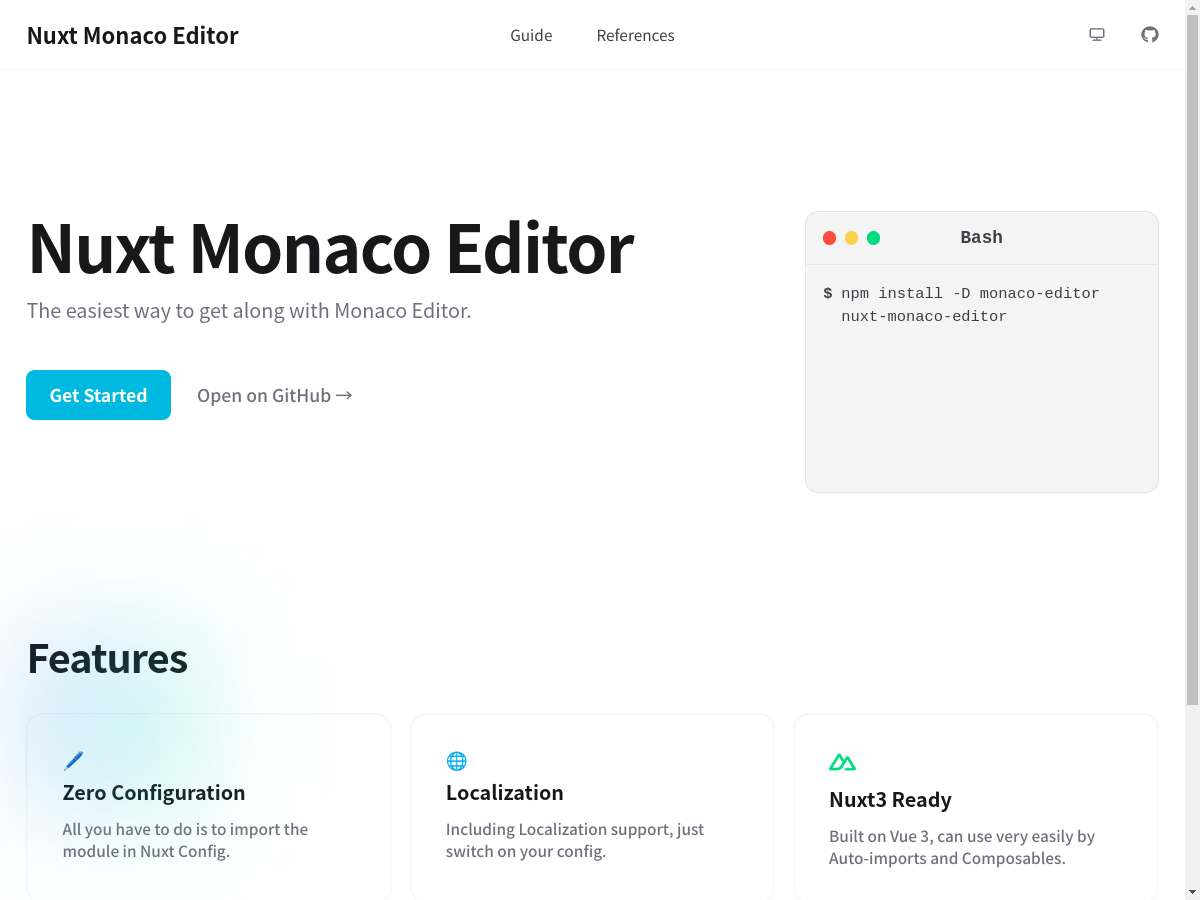 Nuxt Monaco Editor
Guide
References
Nuxt Monaco Editor
The easiest way to get along with Monaco Editor.
Get Started
Open on GitHub →
Bash
$ npm install -D monaco-editor
nuxt-monaco-editor
Features
Zero Configuration
All you have to do is to import the
module in Nuxt Config.
Localization
Including Localization support, just
switch on your config.
Nuxt3 Ready
Built on Vue 3, can use very easily by
Auto-imports and Composables.